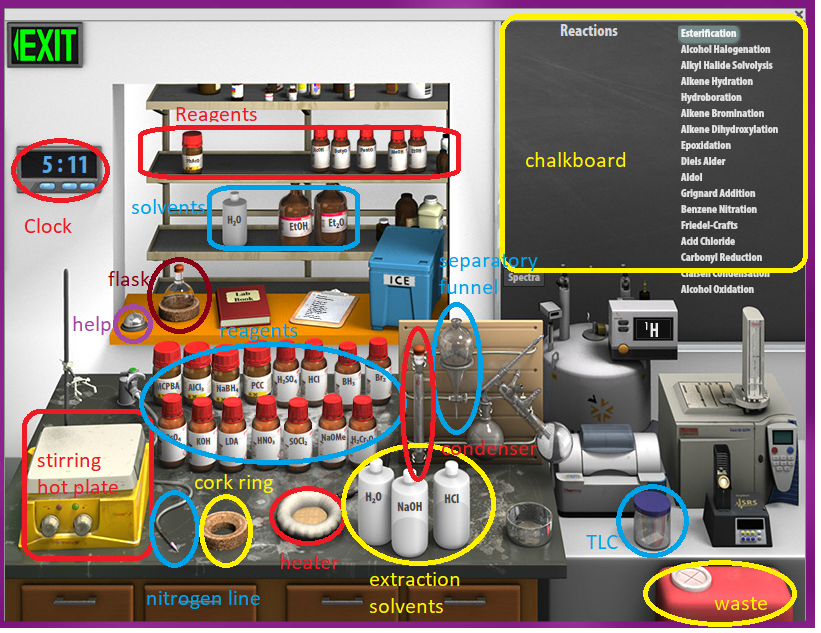 EXIT
Reactions
Esterification
Alcohol Halogenation
Alkyl Halide Solvolysis
Alkene Hydration
Hydroboration
Alkene Bromination
Alkene Dihydroxylation
Epoxidation
Diels Alder
Aldol
Grignard Addition
Benzene Nitration
Friedel-Crafts
Acid Chloride
Carbonyl Reduction
Claisen Condensation
Alcohol Oxidation
chalkboard
Spectra
Reagents
5:11
Clock
solvents
H₂O
EtOH
Et₂O
ICE
separatory
funnel
flask
Lab
Book
help
reagents
¹H
MCPBA
AlCl₃
NaBH₄
PCC
H₂SO₄
HCl
BH₃
Br₂
KOH
LDA
HNO₃
SOCl₂
NaOMe
H₂CrO₄
stirring
hot plate
condenser
cork ring
H₂O
NaOH
HCl
SRS
TLC
heater
nitrogen line
extraction
solvents
waste